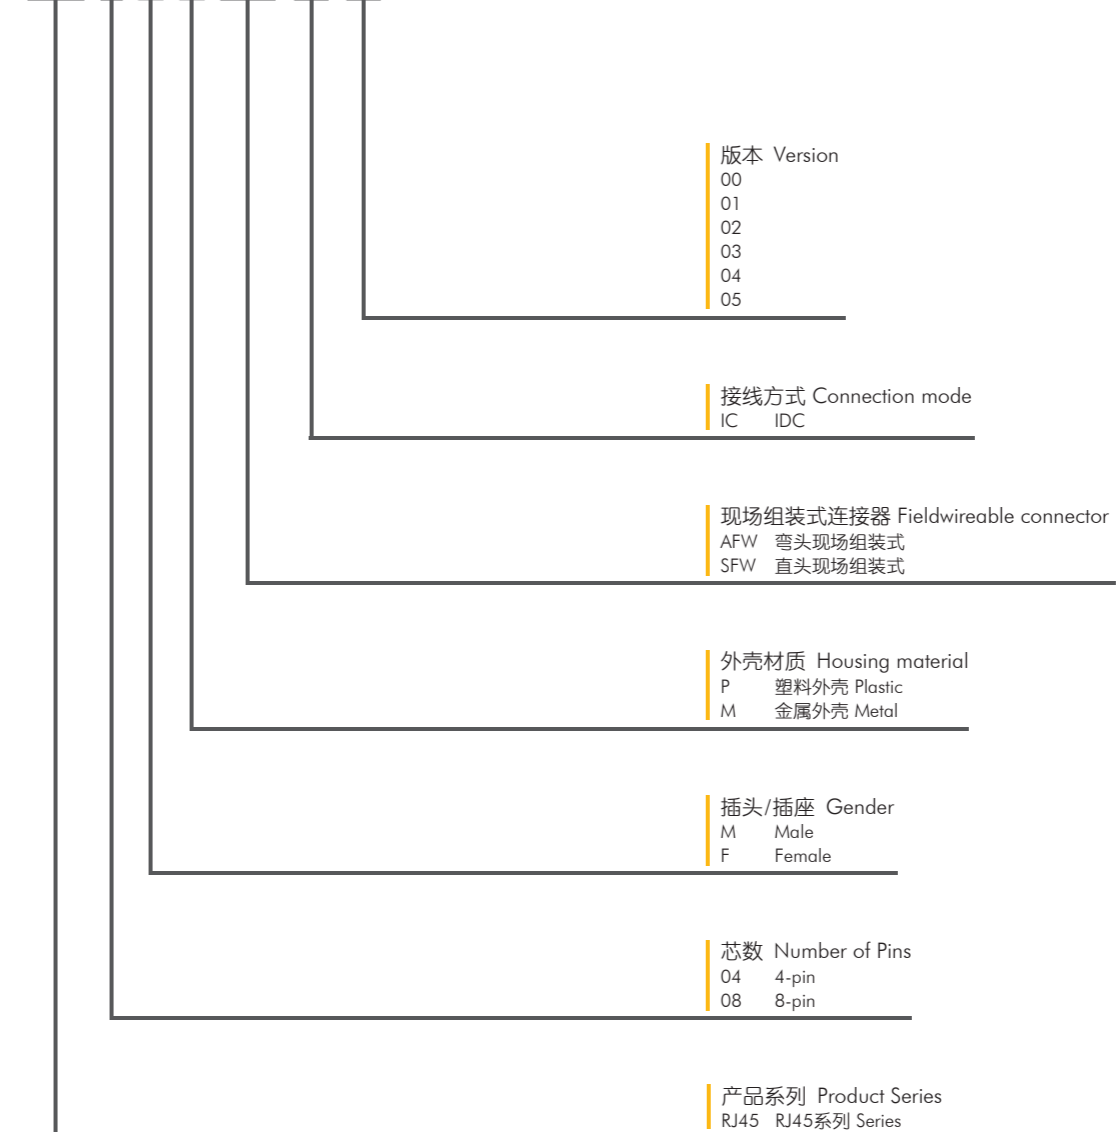 版本 Version
00
01
02
03
04
05
接线方式 Connection mode
IC IDC
现场组装式连接器 Fieldwireable connector
AFW 弯头现场组装式
SFW 直头现场组装式
外壳材质 Housing material
P 塑料外壳 Plastic
M 金属外壳 Metal
插头/插座 Gender
M Male
F Female
芯数 Number of Pins
04 4-pin
08 8-pin
产品系列 Product Series
RJ45 RJ45系列 Series